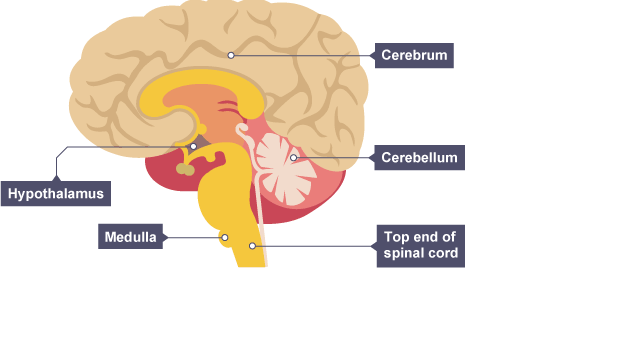 Cerebrum
Cerebellum
Hypothalamus
Medulla
Top end of
spinal cord